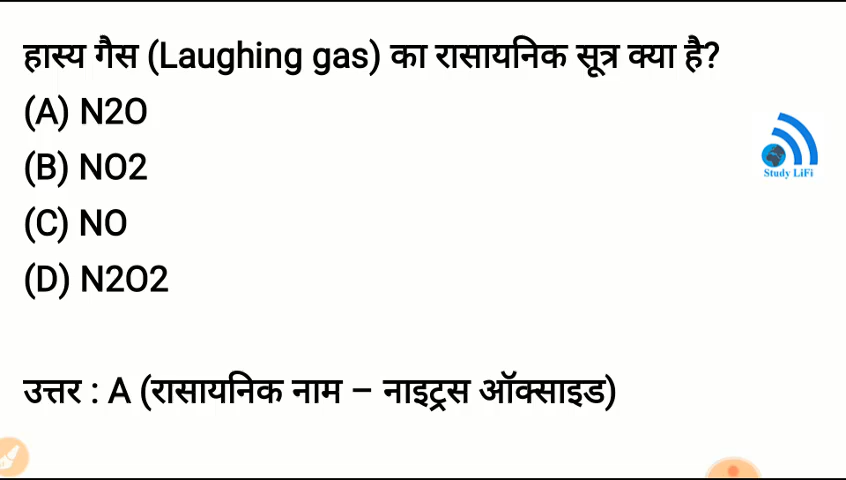 हास्य गैस (Laughing gas) का रासायनिक सूत्र क्या है?
(A) N2O
(B) NO2
(C) NO
(D) N2O2
Study LiFi
उत्तर : A (रासायनिक नाम – नाइट्रस ऑक्साइड)